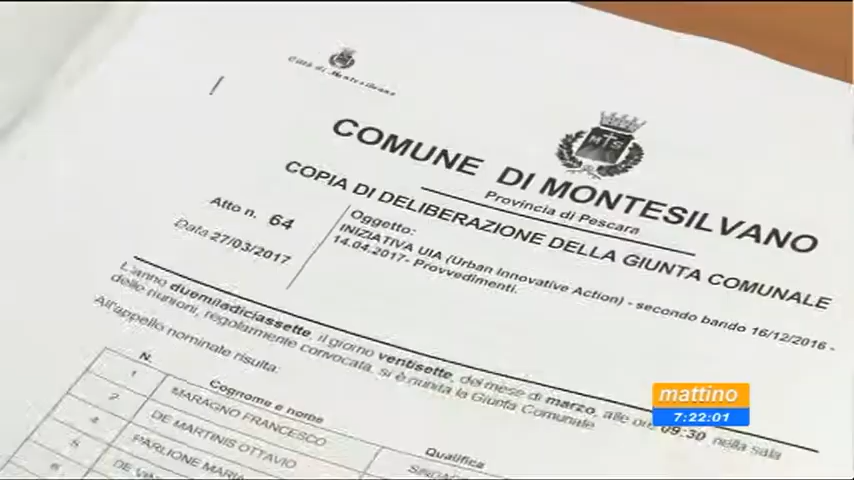 Città di Montesilvano
M S
COMUNE DI MONTESILVANO
Provincia di Pescara
COPIA DI DELIBERAZIONE DELLA GIUNTA COMUNALE
Atto n. 64
Data 27/03/2017
Oggetto:
INIZIATIVA UIA (Urban Innovative Action) - secondo bando 16/12/2016 -
14.04.2017- Provvedimenti.
L'anno duemiladiciassette, il giorno ventisette, del mese di marzo, alle ore 09:30 nella sala
delle riunioni, regolarmente convocata, si è riunita la Giunta Comunale.
All'appello nominale risulta:
N. Cognome e nome Qualifica
1 MARAGNO FRANCESCO
2 DE MARTINIS OTTAVIO
4 PARLIONE MARIA
5 DE
6
mattino
7:22:01